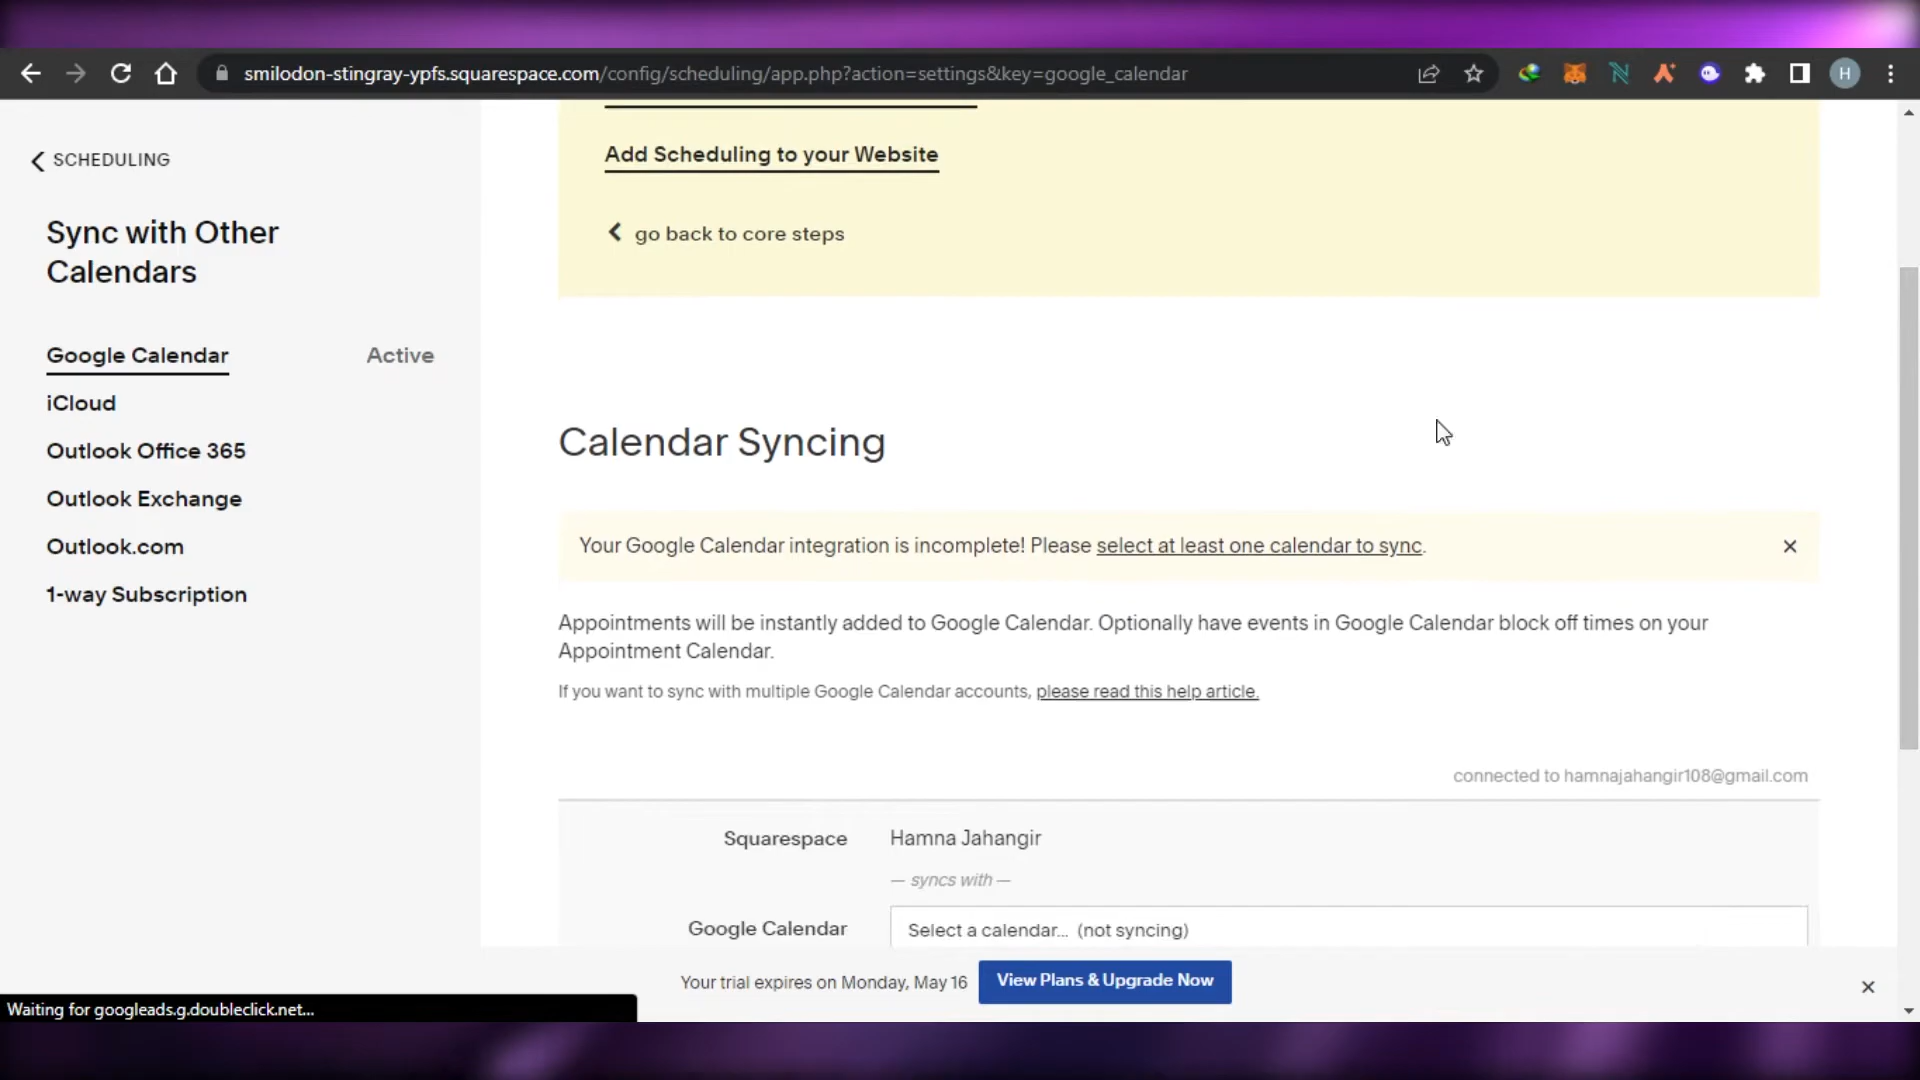 smilodon-stingray-ypfs.squarespace.com/config/scheduling/app.php?action=settings&key=google_calendar
H
SCHEDULING
Sync with Other
Calendars
Google Calendar Active
iCloud
Outlook Office 365
Outlook Exchange
Outlook.com
1-way Subscription
Add Scheduling to your Website
go back to core steps
Calendar Syncing
Your Google Calendar integration is incomplete! Please select at least one calendar to sync.
Appointments will be instantly added to Google Calendar. Optionally have events in Google Calendar block off times on your
Appointment Calendar.
If you want to sync with multiple Google Calendar accounts, please read this help article.
connected to hamnajahangir108@gmail.com
Squarespace Hamna Jahangir
— syncs with —
Google Calendar Select a calendar... (not syncing)
Your trial expires on Monday, May 16 View Plans & Upgrade Now
Waiting for googleads.g.doubleclick.net...